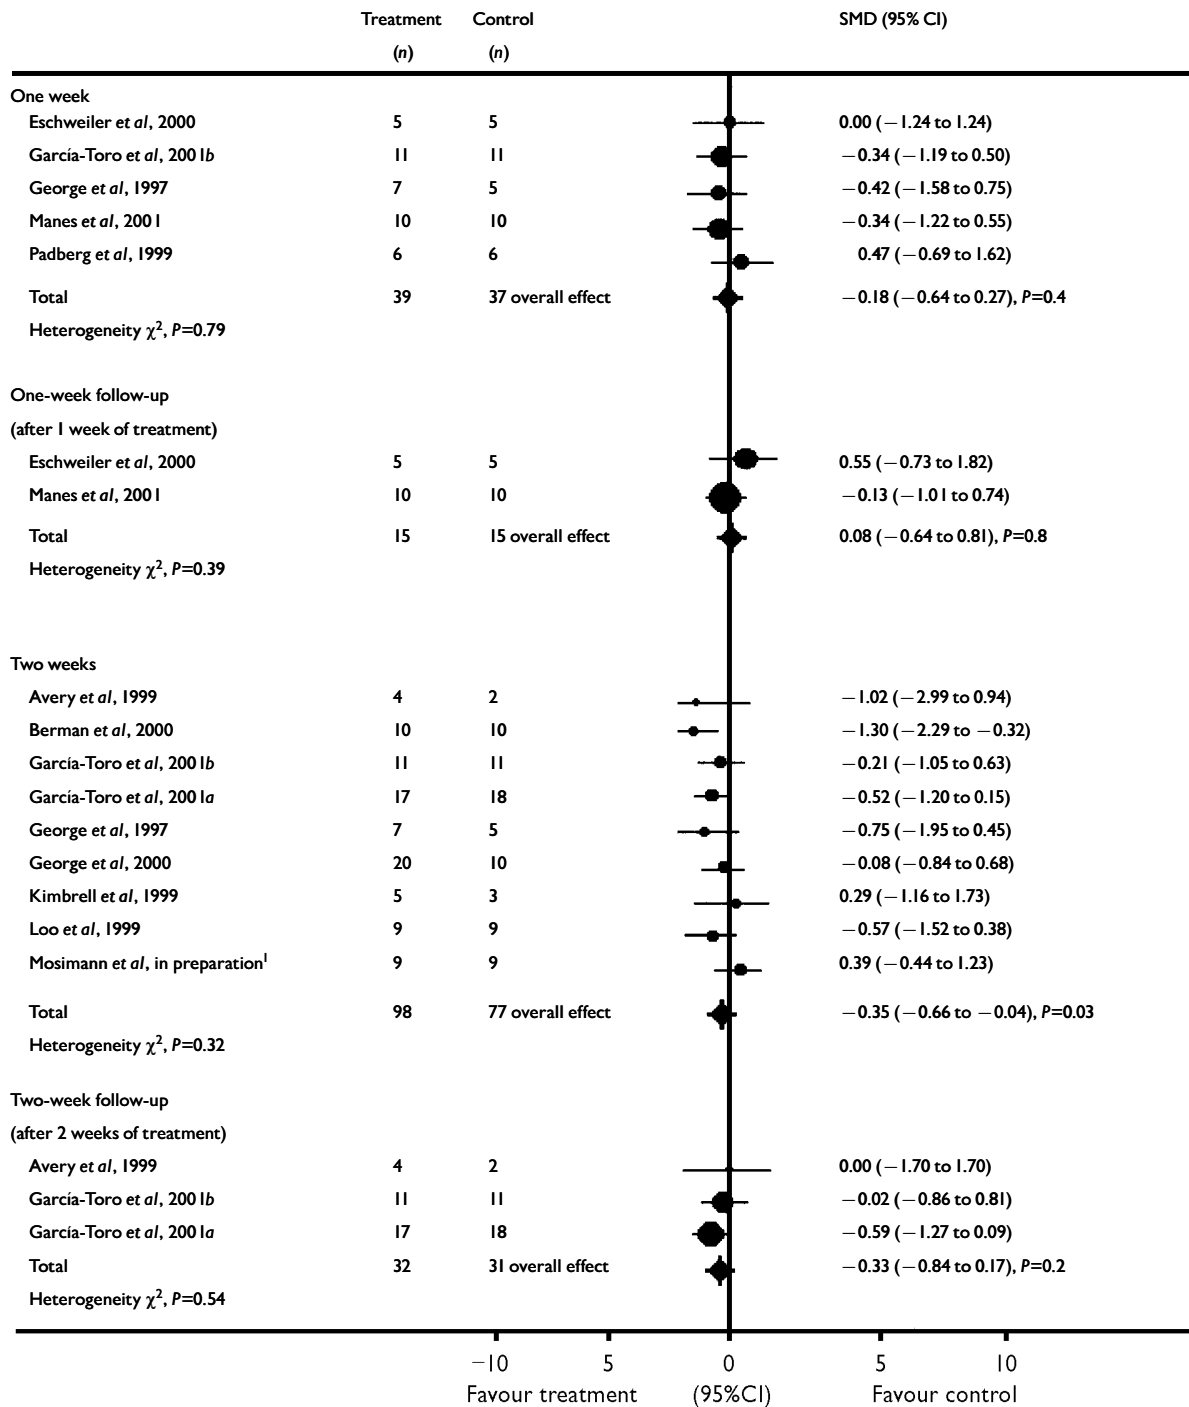 Treatment Control SMD (95% CI)
(n) (n)
One week
Eschweiler et al, 2000 5 5 0.00 (−1.24 to 1.24)
García-Toro et al, 2001b 11 11 −0.34 (−1.19 to 0.50)
George et al, 1997 7 5 −0.42 (−1.58 to 0.75)
Manes et al, 2001 10 10 −0.34 (−1.22 to 0.55)
Padberg et al, 1999 6 6 0.47 (−0.69 to 1.62)
Total 39 37 overall effect −0.18 (−0.64 to 0.27), P=0.4
Heterogeneity χ², P=0.79
One-week follow-up
(after 1 week of treatment)
Eschweiler et al, 2000 5 5 0.55 (−0.73 to 1.82)
Manes et al, 2001 10 10 −0.13 (−1.01 to 0.74)
Total 15 15 overall effect 0.08 (−0.64 to 0.81), P=0.8
Heterogeneity χ², P=0.39
Two weeks
Avery et al, 1999 4 2 −1.02 (−2.99 to 0.94)
Berman et al, 2000 10 10 −1.30 (−2.29 to −0.32)
García-Toro et al, 2001b 11 11 −0.21 (−1.05 to 0.63)
García-Toro et al, 2001a 17 18 −0.52 (−1.20 to 0.15)
George et al, 1997 7 5 −0.75 (−1.95 to 0.45)
George et al, 2000 20 10 −0.08 (−0.84 to 0.68)
Kimbrell et al, 1999 5 3 0.29 (−1.16 to 1.73)
Loo et al, 1999 9 9 −0.57 (−1.52 to 0.38)
Mosimann et al, in preparation¹ 9 9 0.39 (−0.44 to 1.23)
Total 98 77 overall effect −0.35 (−0.66 to −0.04), P=0.03
Heterogeneity χ², P=0.32
Two-week follow-up
(after 2 weeks of treatment)
Avery et al, 1999 4 2 0.00 (−1.70 to 1.70)
García-Toro et al, 2001b 11 11 −0.02 (−0.86 to 0.81)
García-Toro et al, 2001a 17 18 −0.59 (−1.27 to 0.09)
Total 32 31 overall effect −0.33 (−0.84 to 0.17), P=0.2
Heterogeneity χ², P=0.54
−10 5 0 5 10
Favour treatment (95%CI) Favour control